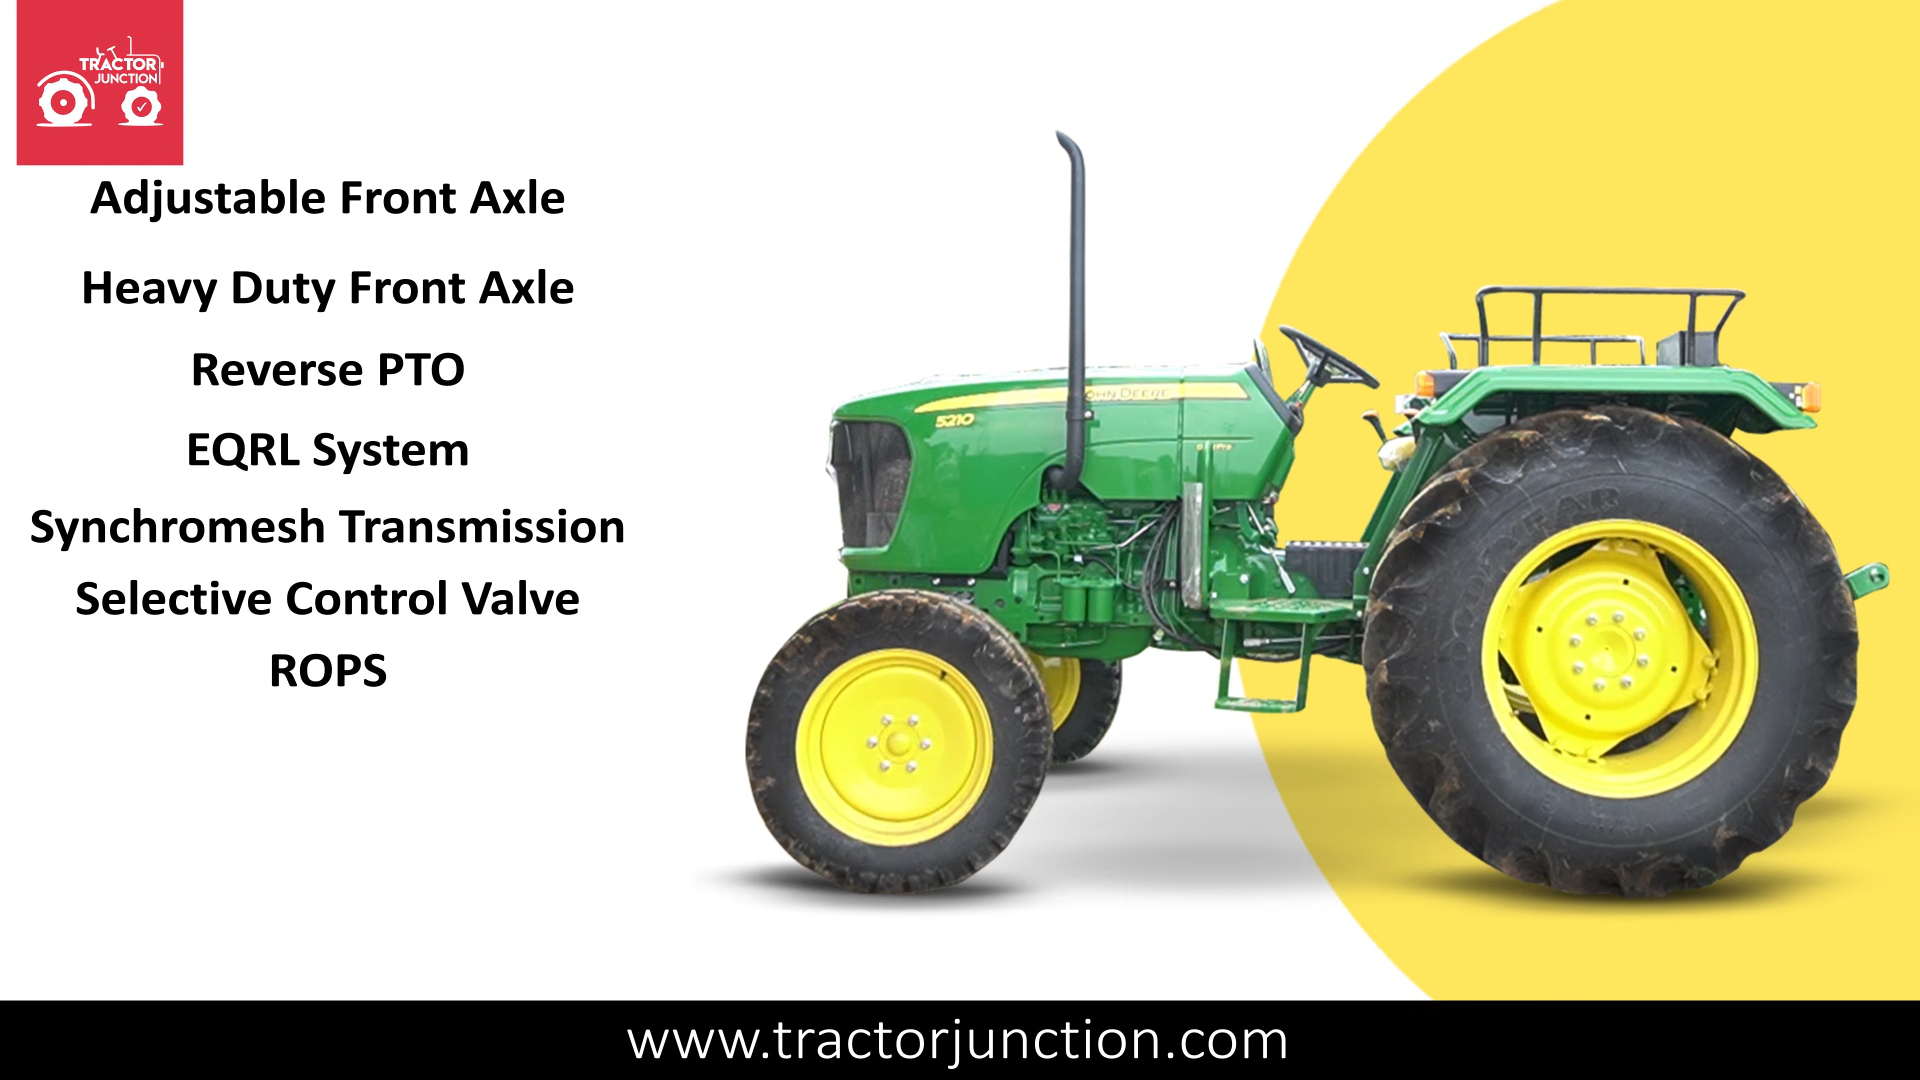 TRACTOR
JUNCTION
Adjustable Front Axle
Heavy Duty Front Axle
Reverse PTO
EQRL System
Synchromesh Transmission
Selective Control Valve
ROPS
JOHN DEERE
5210
www.tractorjunction.com